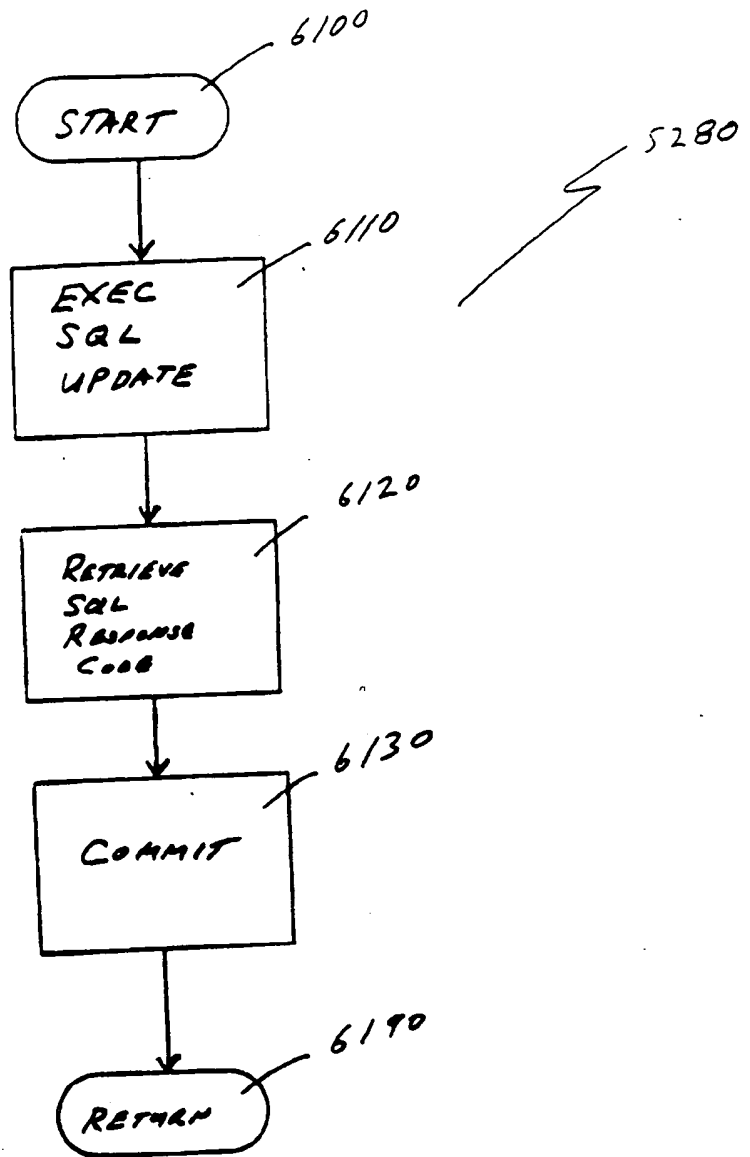 6100
START
5280
6110
EXEC
SQL
UPDATE
6120
RETRIEVE
SQL
RESPONSE
CODE
6130
COMMIT
6190
RETURN